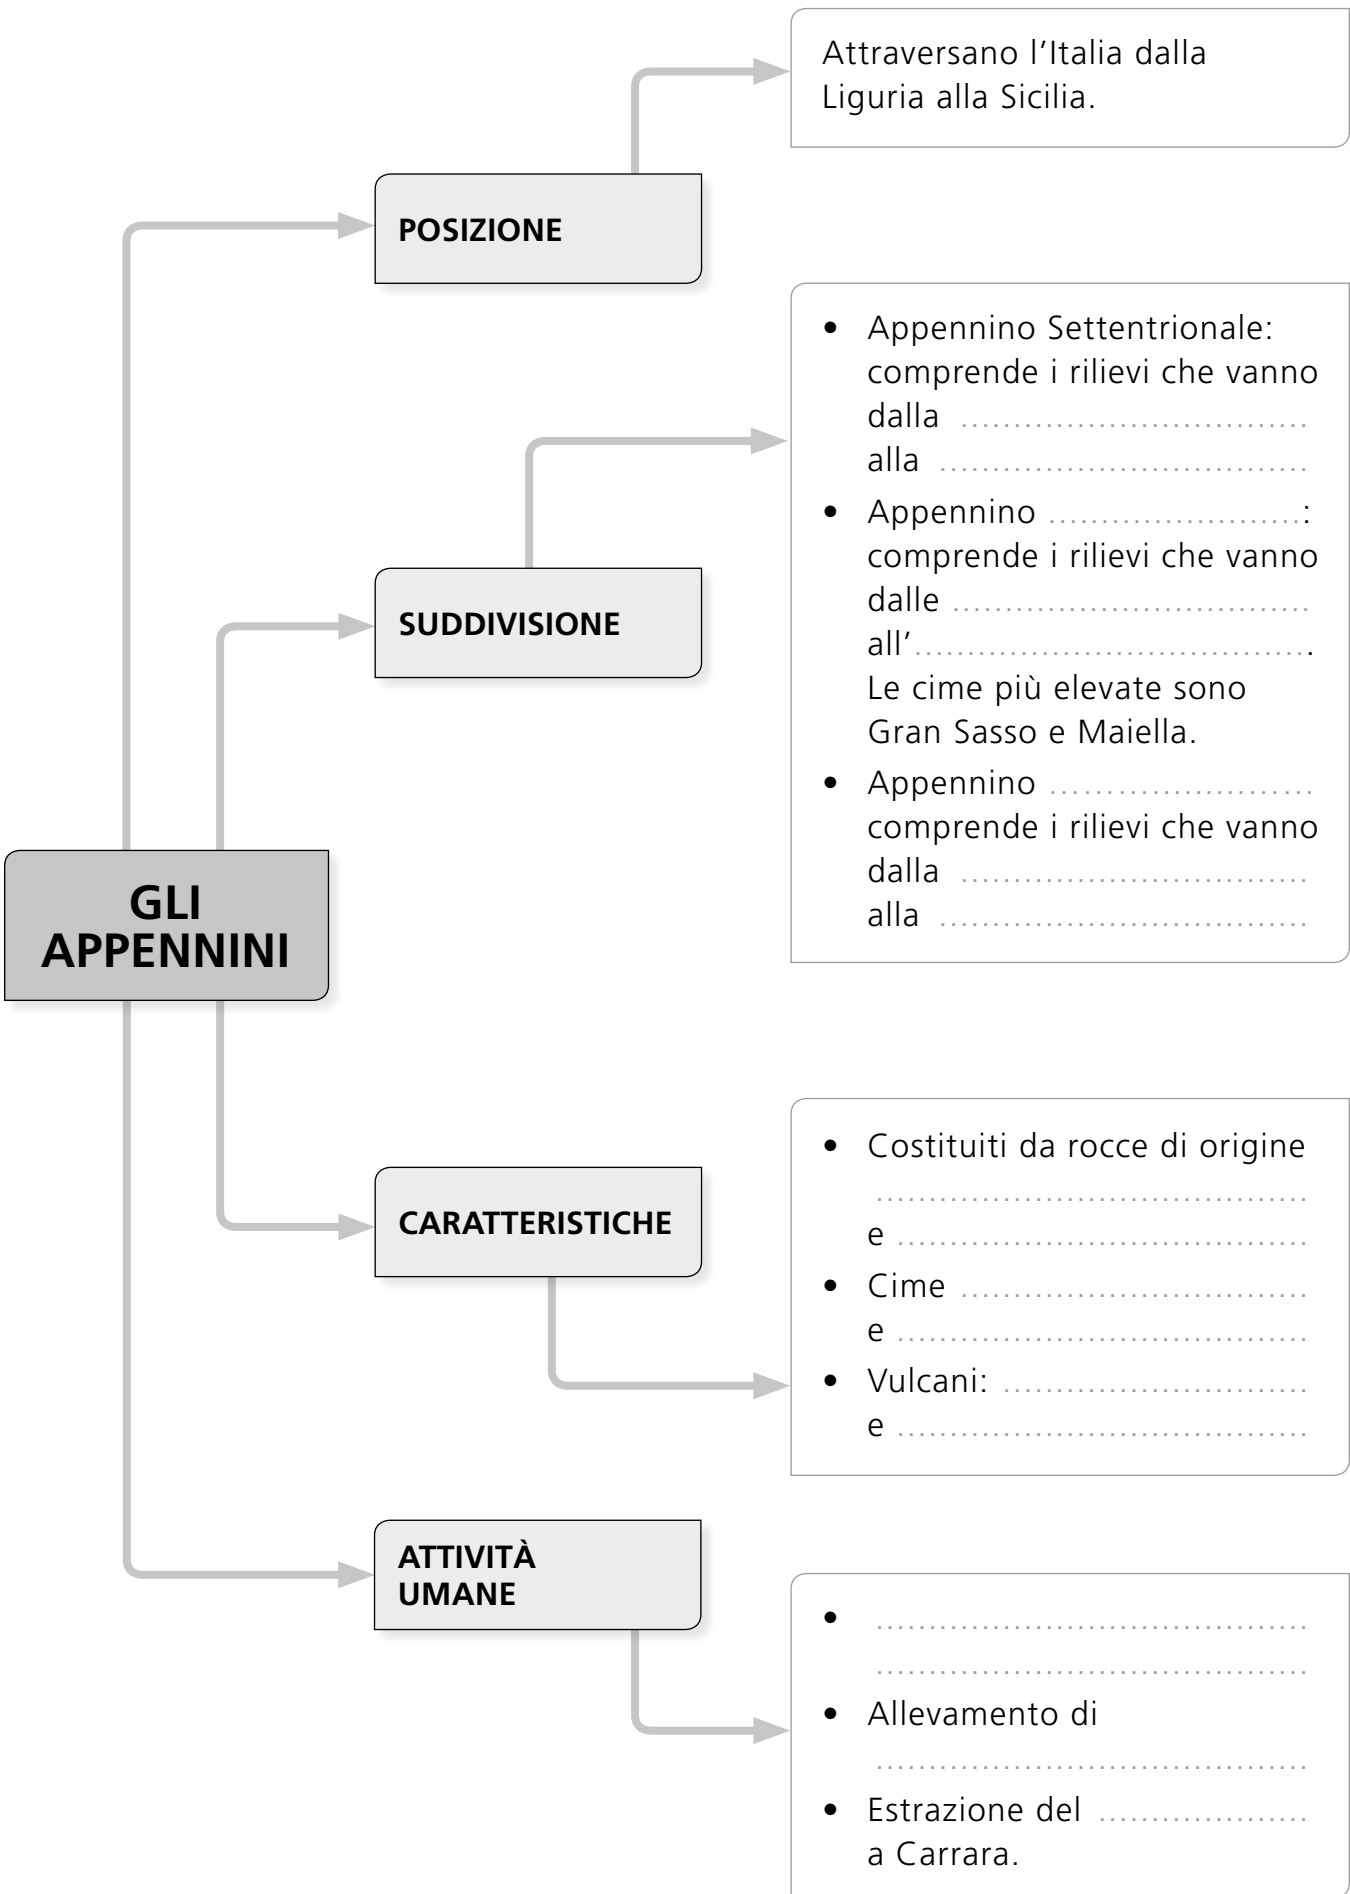 Attraversano l’Italia dalla
Liguria alla Sicilia.
POSIZIONE
• Appennino Settentrionale:
comprende i rilievi che vanno
dalla ......................................
alla ......................................
• Appennino ..........................:
comprende i rilievi che vanno
dalle ......................................
all’.......................................
Le cime più elevate sono
Gran Sasso e Maiella.
• Appennino ..........................
comprende i rilievi che vanno
dalla ......................................
alla ......................................
SUDDIVISIONE
GLI
APPENNINI
• Costituiti da rocce di origine
......................................
e ......................................
• Cime ......................................
e ......................................
• Vulcani: ......................................
e ......................................
CARATTERISTICHE
ATTIVITÀ
UMANE
• ......................................
......................................
• Allevamento di
......................................
• Estrazione del ....................
a Carrara.